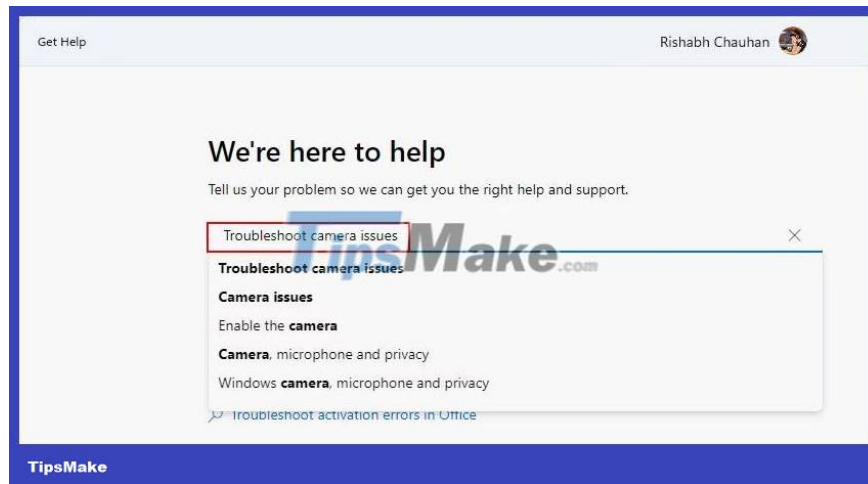 Get Help
Rishabh Chauhan
We're here to help
Tell us your problem so we can get you the right help and support.
Troubleshoot camera issues
TipsMake.com
Troubleshoot camera issues
Camera issues
Enable the camera
Camera, microphone and privacy
Windows camera, microphone and privacy
Troubleshoot activation errors in Office
TipsMake